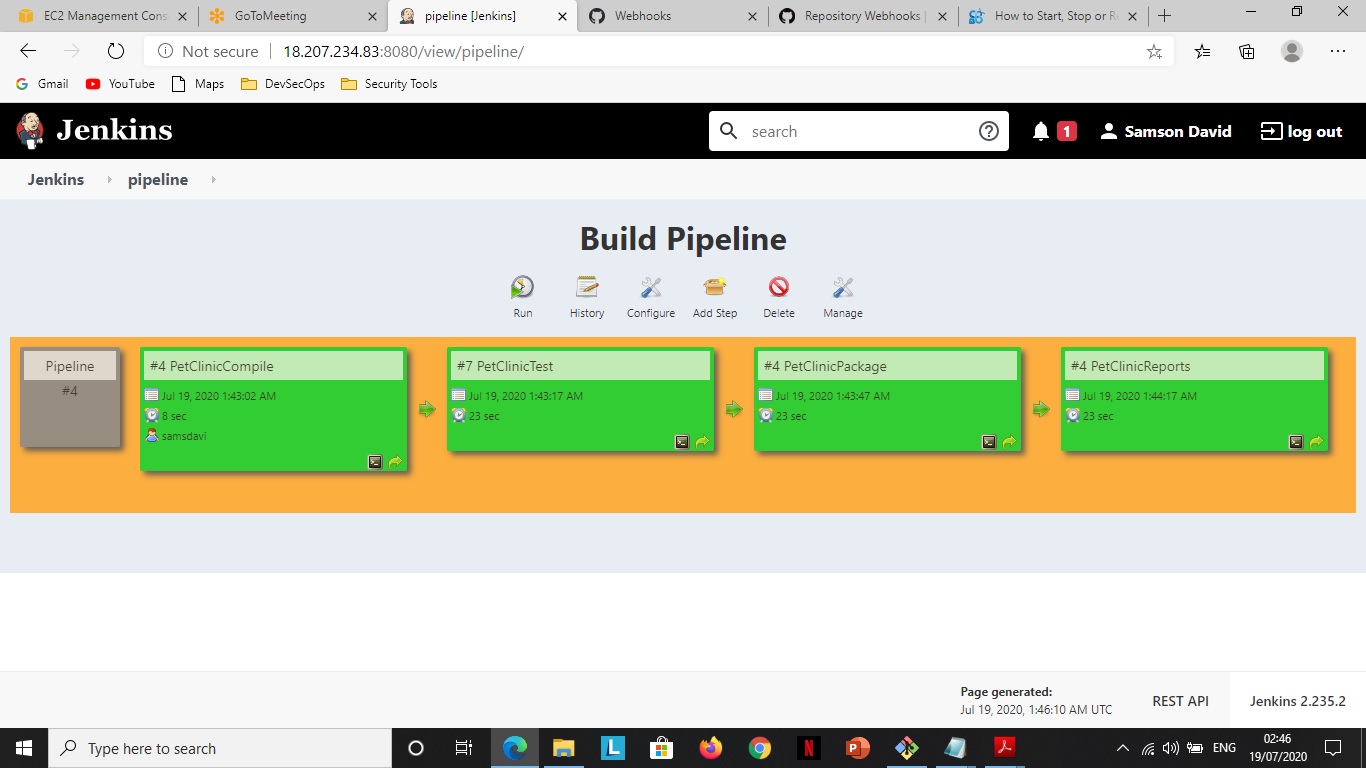 EC2 Management Cons
GoToMeeting
pipeline [Jenkins]
Webhooks
Repository Webhooks |
How to Start, Stop or Re
Not secure
18.207.234.83:8080/view/pipeline/
Gmail
YouTube
Maps
DevSecOps
Security Tools
Jenkins
search
1
Samson David
log out
Jenkins
pipeline
Build Pipeline
Run
History
Configure
Add Step
Delete
Manage
Pipeline
#4
#4 PetClinicCompile
Jul 19, 2020 1:43:02 AM
8 sec
samsdavi
#7 PetClinicTest
Jul 19, 2020 1:43:17 AM
23 sec
#4 PetClinicPackage
Jul 19, 2020 1:43:47 AM
23 sec
#4 PetClinicReports
Jul 19, 2020 1:44:17 AM
23 sec
Page generated:
Jul 19, 2020, 1:46:10 AM UTC
REST API
Jenkins 2.235.2
Type here to search
ENG
02:46
19/07/2020